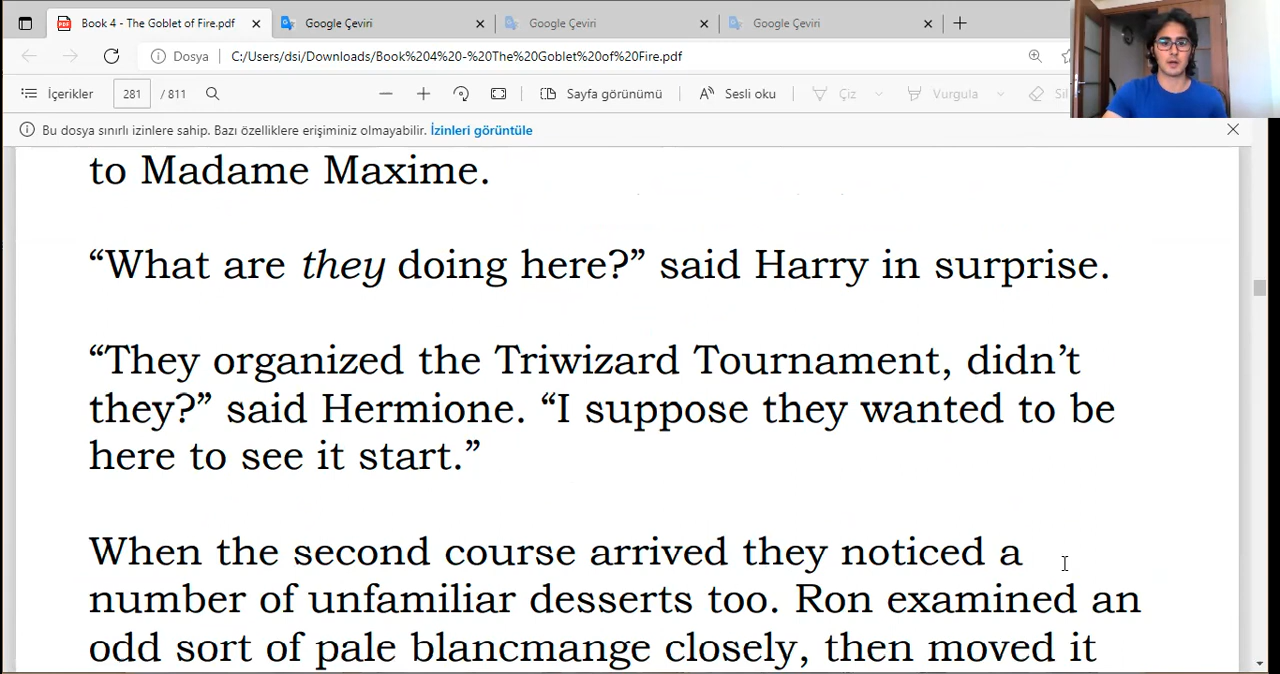 Book 4 - The Goblet of Fire.pdf
Google Çeviri
Google Çeviri
Google Çeviri
Dosya
C:/Users/dsi/Downloads/Book%204%20-%20The%20Goblet%20of%20Fire.pdf
İçerikler
281
/ 811
Sayfa görünümü
Sesli oku
Çiz
Vurgula
Sil
Bu dosya sınırlı izinlere sahip. Bazı özelliklere erişiminiz olmayabilir. İzinleri görüntüle
to Madame Maxime.
“What are they doing here?” said Harry in surprise.
“They organized the Triwizard Tournament, didn’t
they?” said Hermione. “I suppose they wanted to be
here to see it start.”
When the second course arrived they noticed a
number of unfamiliar desserts too. Ron examined an
odd sort of pale blancmange closely, then moved it